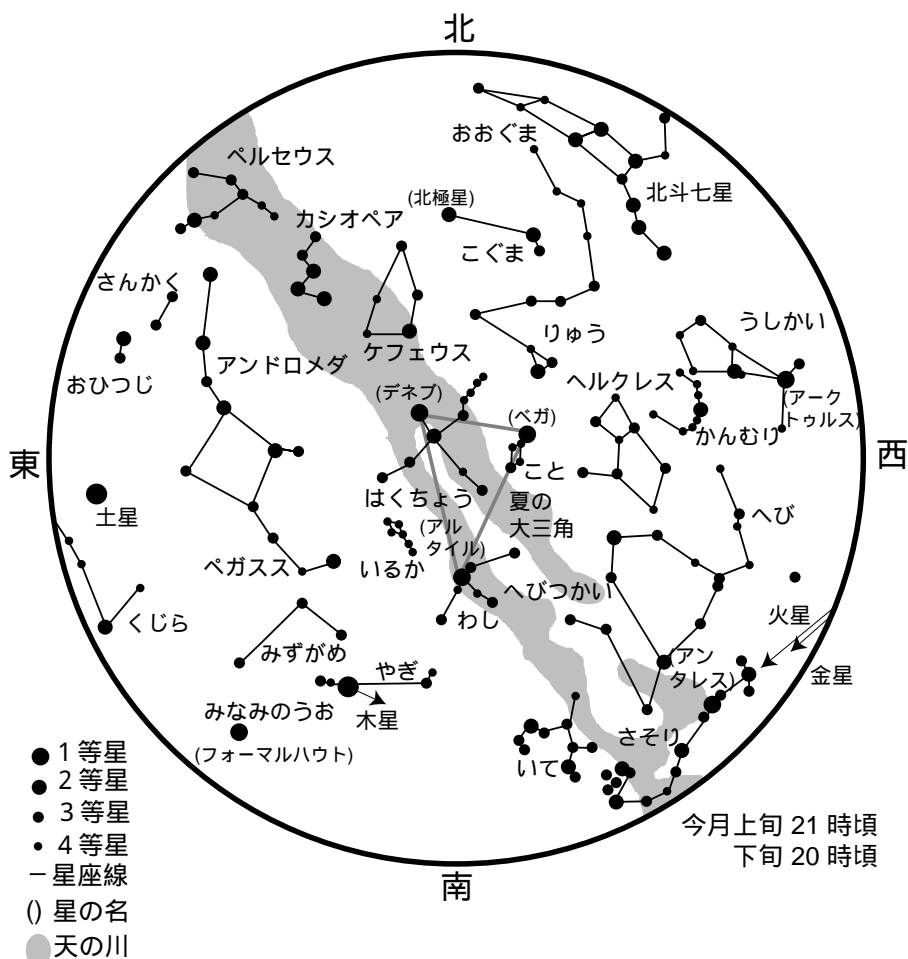 北
ペルセウス
おおぐま
北斗七星
(北極星)
カシオペア
こぐま
さんかく
りゅう
うしかい
おひつじ
アンドロメダ
ケフェウス
ヘルクレス
(アーク
トゥルス)
(デネブ)
(ベガ)
かんむり
東
西
こと
はくちょう
夏の
大三角
土星
へび
(アル
タイル)
いるか
ペガスス
へびつかい
くじら
わし
火星
みずがめ
(アン
タレス)
金星
やぎ
みなみのうお
木星
(フォーマルハウト)
さそり
いて
1 等星
2 等星
3 等星
4 等星
星座線
() 星の名
天の川
今月上旬 21 時頃
下旬 20 時頃
南